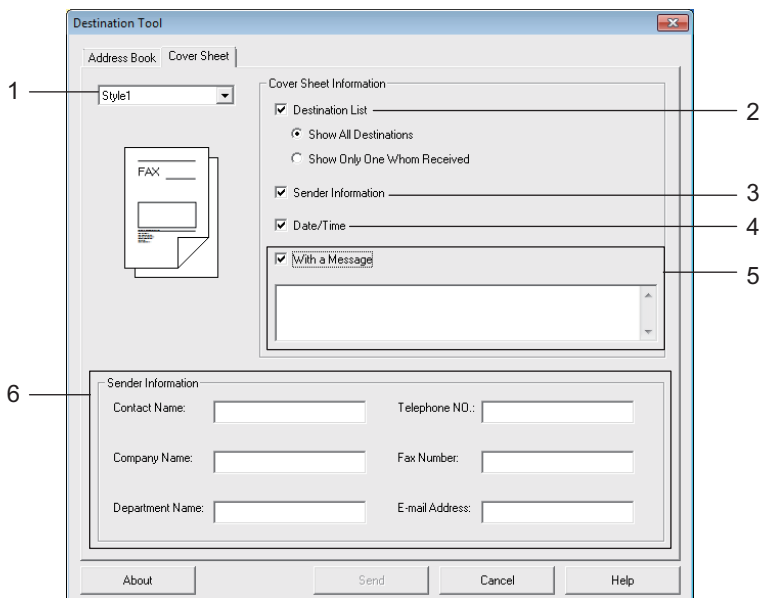 Destination Tool
Address Book Cover Sheet
1
Style1
FAX
Cover Sheet Information
Destination List
2
Show All Destinations
Show Only One Whom Received
Sender Information
3
Date/Time
4
With a Message
5
6
Sender Information
Contact Name:
Telephone NO.:
Company Name:
Fax Number:
Department Name:
E-mail Address:
About Send Cancel Help